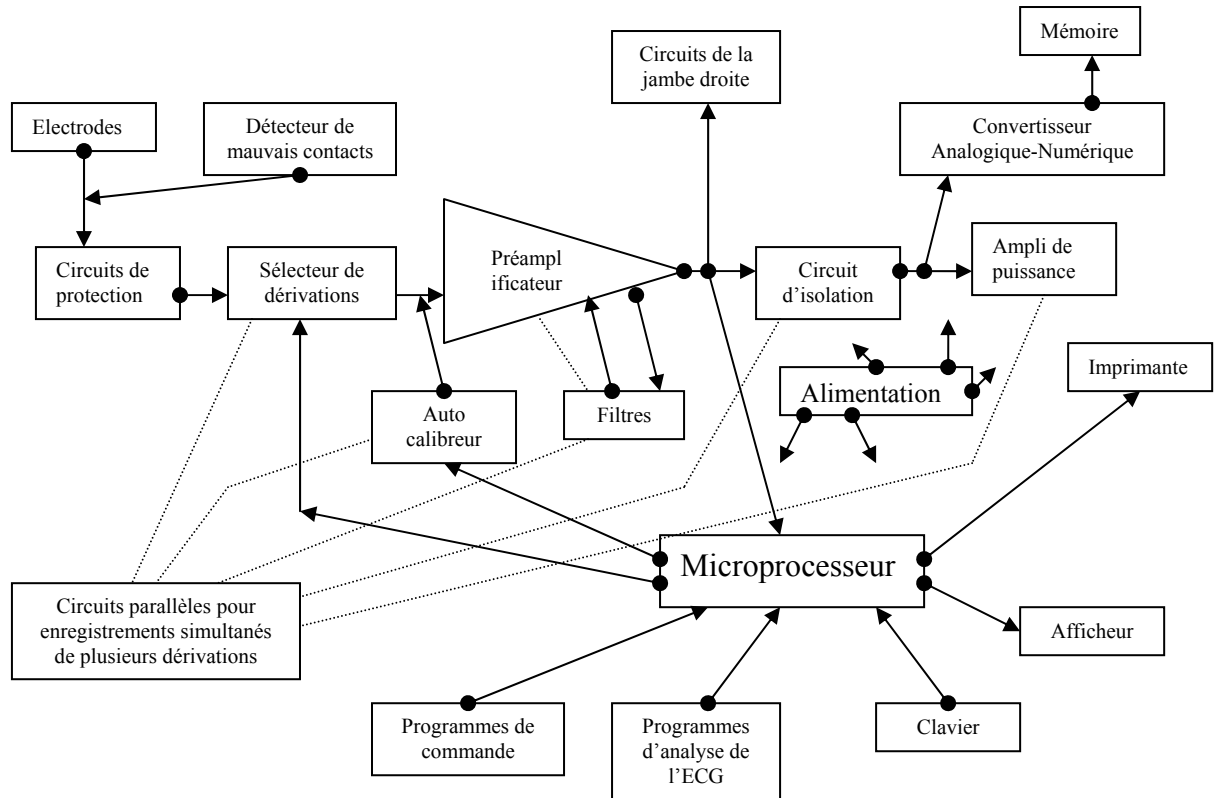 Mémoire
Circuits de la
jambe droite
Electrodes
Détecteur de
mauvais contacts
Convertisseur
Analogique-Numérique
Circuits de
protection
Sélecteur de
dérivations
Préampl
ificateur
Circuit
d’isolation
Ampli de
puissance
Alimentation
Imprimante
Auto
calibreur
Filtres
Microprocesseur
Circuits parallèles pour
enregistrements simultanés
de plusieurs dérivations
Afficheur
Programmes de
commande
Programmes
d’analyse de
l’ECG
Clavier